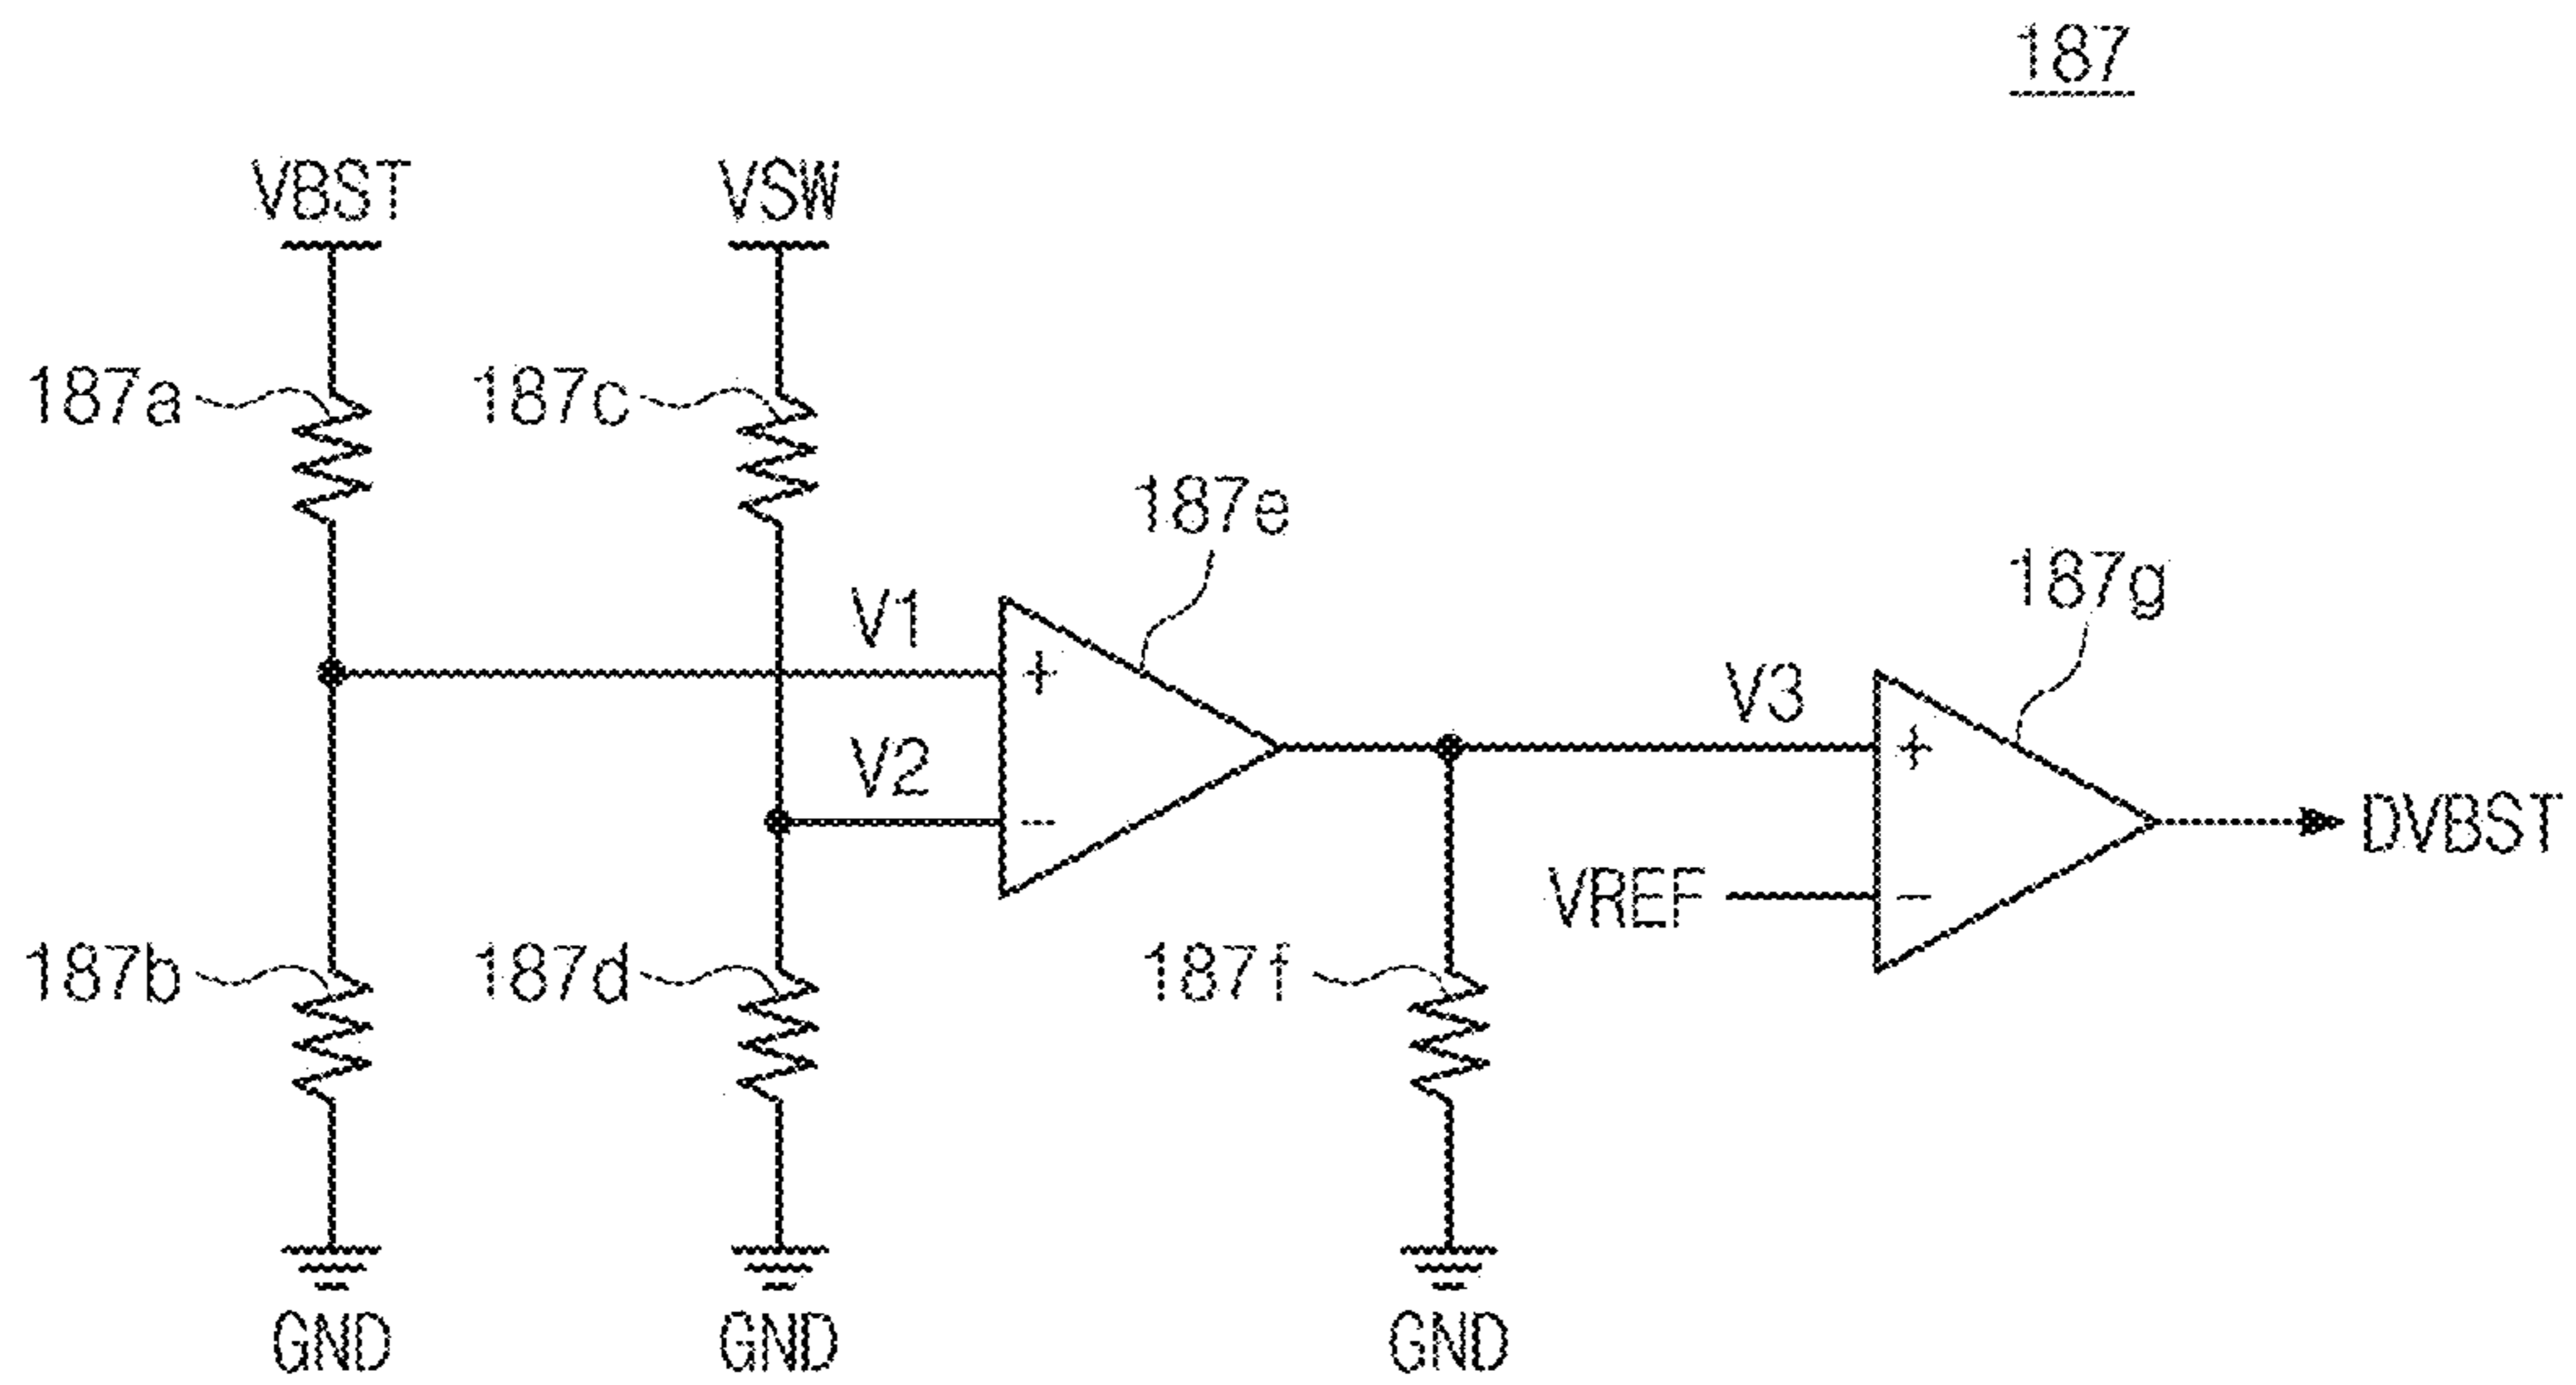 187
VBST
VSW
187a
187c
187e
187g
V1
+
V2
-
V3
+
VREF
-
DVBST
187b
187d
187f
GND
GND
GND